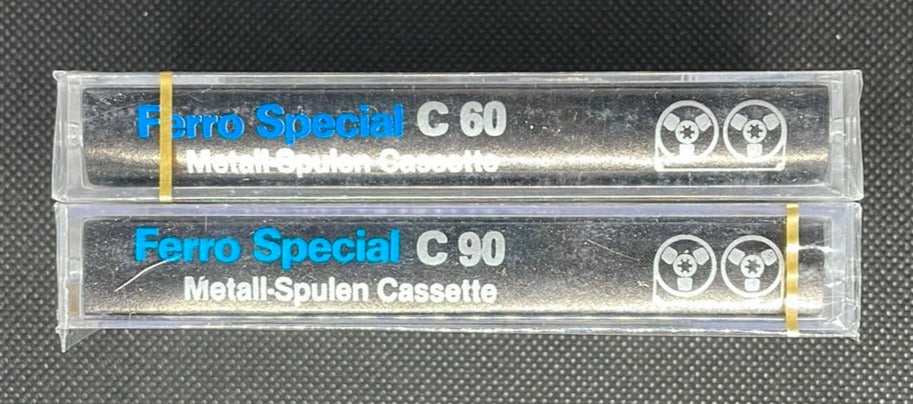 Ferro Special C 60
Metall-Spulen Cassette
Ferro Special C 90
Metall-Spulen Cassette